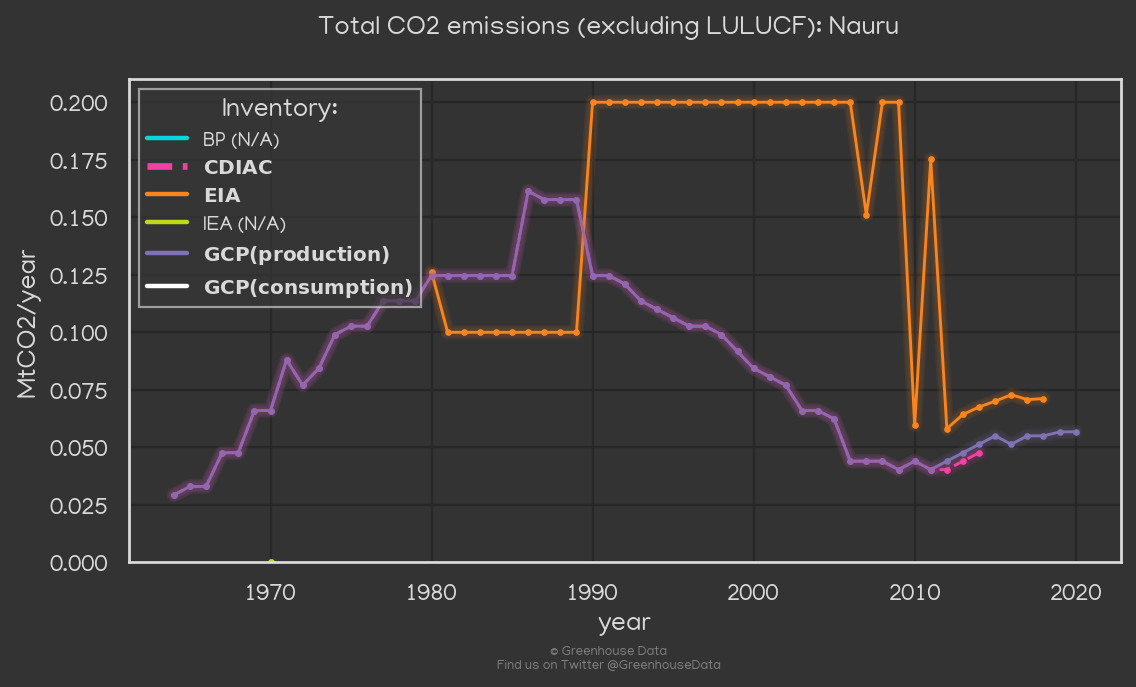 Total CO2 emissions (excluding LULUCF): Nauru
Inventory:
BP (N/A)
CDIAC
EIA
IEA (N/A)
GCP(production)
GCP(consumption)
MtCO2/year
0.200
0.175
0.150
0.125
0.100
0.075
0.050
0.025
0.000
1970 1980 1990 2000 2010 2020
year
© Greenhouse Data
Find us on Twitter @GreenhouseData